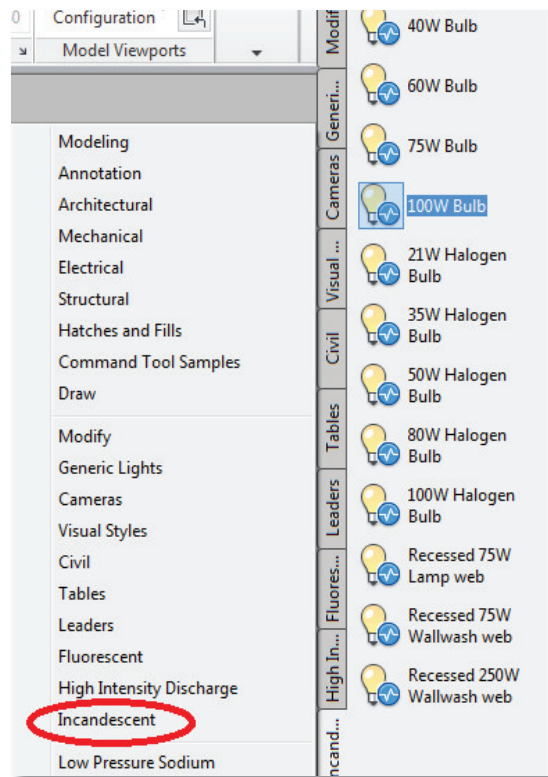 0
Configuration
Model Viewports
Modeling
Annotation
Architectural
Mechanical
Electrical
Structural
Hatches and Fills
Command Tool Samples
Draw
Modify
Generic Lights
Cameras
Visual Styles
Civil
Tables
Leaders
Fluorescent
High Intensity Discharge
Incandescent
Low Pressure Sodium
Modif
Generi...
Cameras
Visual ...
Civil
Tables
Leaders
Fluores...
High In...
ncand...
40W Bulb
60W Bulb
75W Bulb
100W Bulb
21W Halogen
Bulb
35W Halogen
Bulb
50W Halogen
Bulb
80W Halogen
Bulb
100W Halogen
Bulb
Recessed 75W
Lamp web
Recessed 75W
Wallwash web
Recessed 250W
Wallwash web